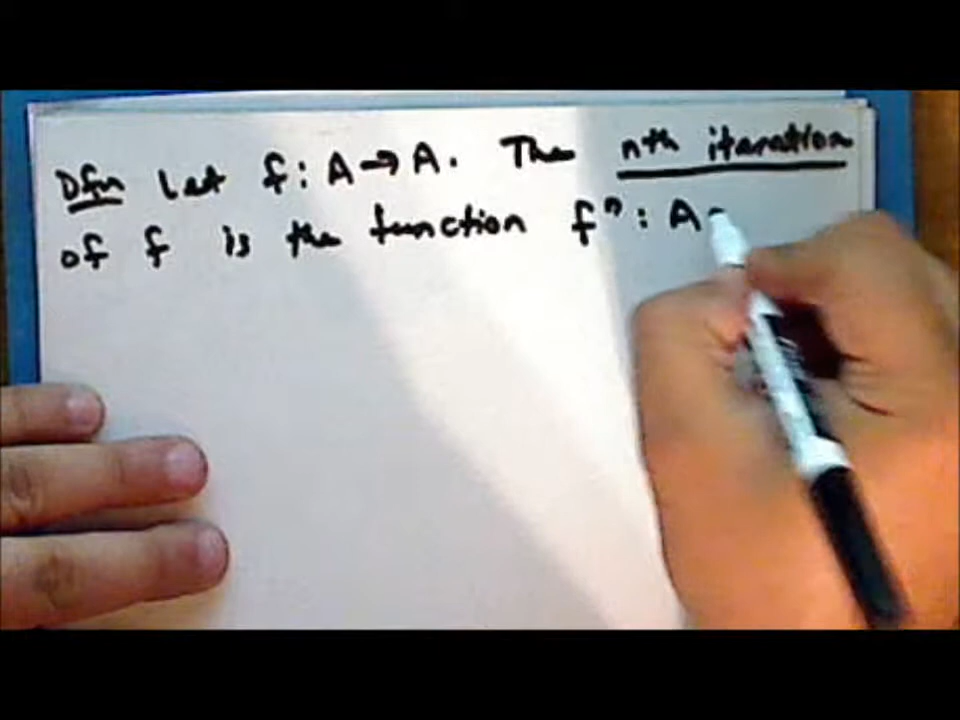 Dfn Let f: A → A. The nth iteration
of f is the function fⁿ: A